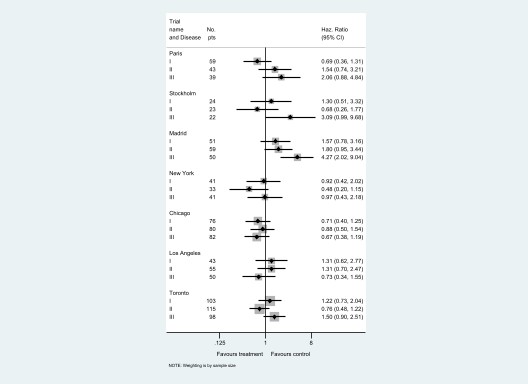 Trial
name No. Haz. Ratio
and Disease pts (95% CI)
Paris
I 59 0.69 (0.36, 1.31)
II 43 1.54 (0.74, 3.21)
III 39 2.06 (0.88, 4.84)
Stockholm
I 24 1.30 (0.51, 3.32)
II 23 0.68 (0.26, 1.77)
III 22 3.09 (0.99, 9.68)
Madrid
I 51 1.57 (0.78, 3.16)
II 59 1.80 (0.95, 3.44)
III 50 4.27 (2.02, 9.04)
New York
I 41 0.92 (0.42, 2.02)
II 33 0.48 (0.20, 1.15)
III 41 0.97 (0.43, 2.18)
Chicago
I 76 0.71 (0.40, 1.25)
II 80 0.88 (0.50, 1.54)
III 82 0.67 (0.38, 1.19)
Los Angeles
I 43 1.31 (0.62, 2.77)
II 55 1.31 (0.70, 2.47)
III 50 0.73 (0.34, 1.55)
Toronto
I 103 1.22 (0.73, 2.04)
II 115 0.76 (0.48, 1.22)
III 98 1.50 (0.90, 2.51)
.125 1 8
Favours treatment Favours control
NOTE: Weighting is by sample size